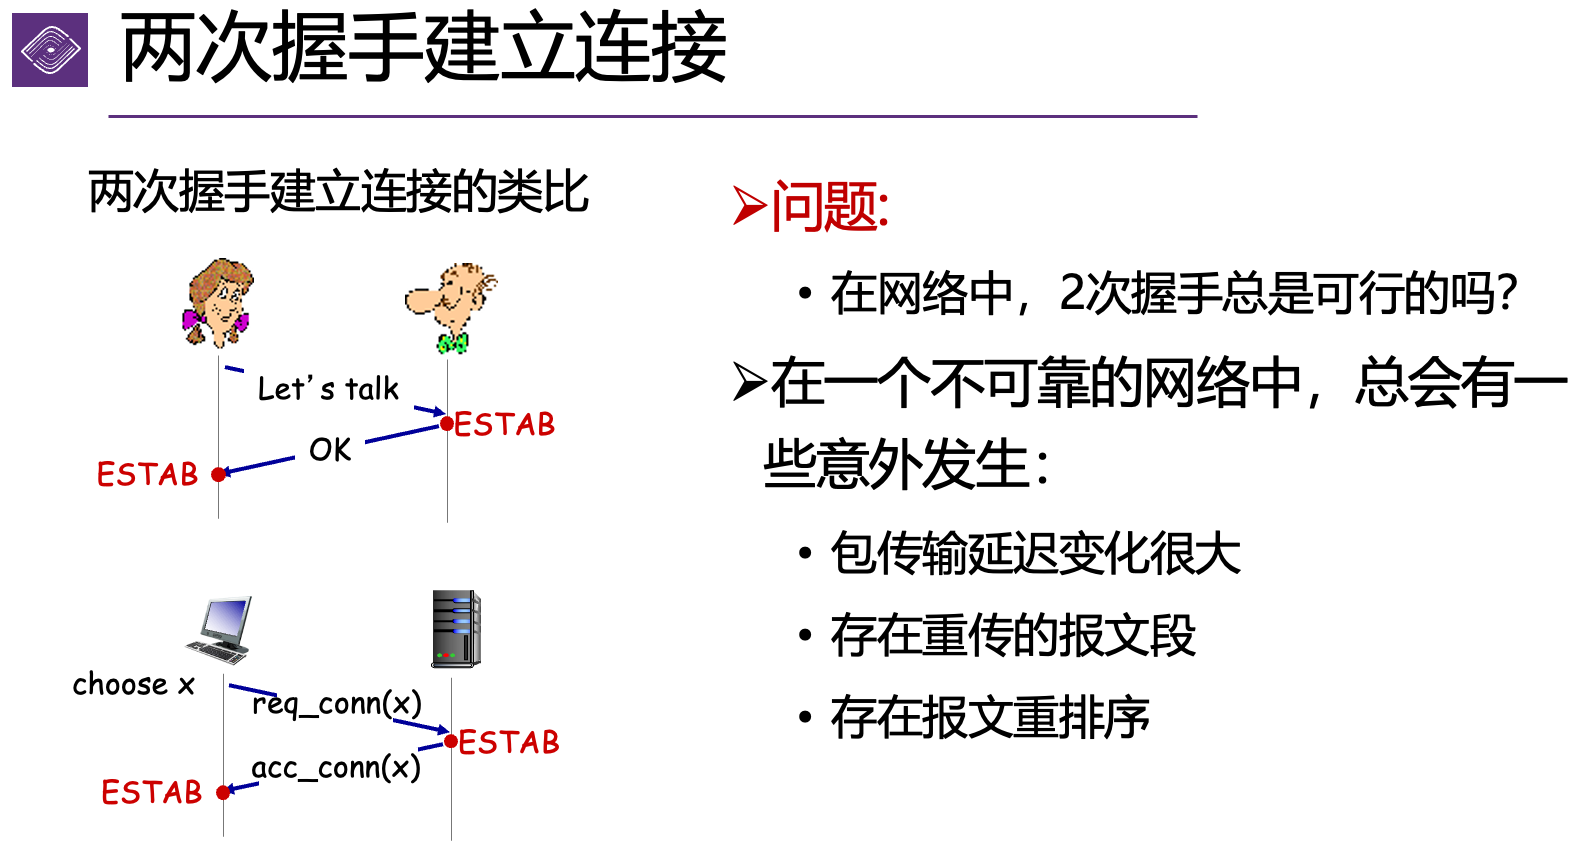 两次握手建立连接
两次握手建立连接的类比
Let's talk
ESTAB
OK
ESTAB
choose x
req_conn(x)
ESTAB
acc_conn(x)
ESTAB
➢问题:
• 在网络中，2次握手总是可行的吗?
➢在一个不可靠的网络中，总会有一
些意外发生：
• 包传输延迟变化很大
• 存在重传的报文段
• 存在报文重排序